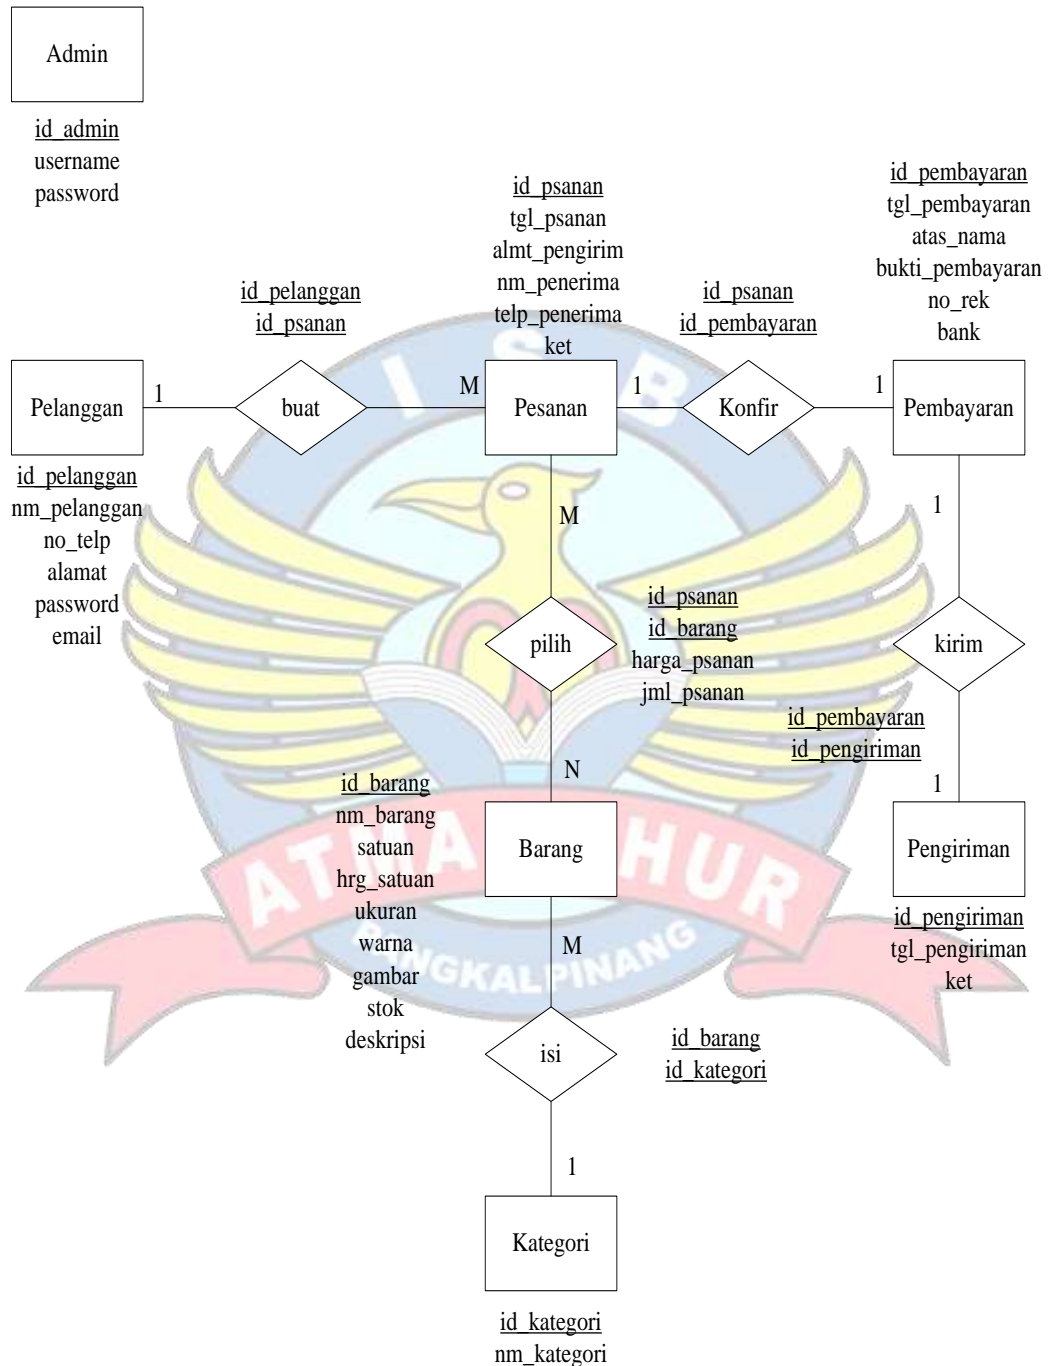 Admin
id_admin
username
password
id_pelanggan
id_psanan
id_psanan
tgl_psanan
almt_pengirim
nm_penerima
telp_penerima
ket
id_psanan
id_pembayaran
id_pembayaran
tgl_pembayaran
atas_nama
bukti_pembayaran
no_rek
bank
I S B
Pelanggan
1
buat
M
Pesanan
1
Konfir
1
Pembayaran
id_pelanggan
nm_pelanggan
no_telp
alamat
password
email
M
1
pilih
id_psanan
id_barang
harga_psanan
jml_psanan
kirim
id_pembayaran
id_pengiriman
N
1
id_barang
nm_barang
satuan
hrg_satuan
ukuran
warna
gambar
stok
deskripsi
Barang
Pengiriman
id_pengiriman
tgl_pengiriman
ket
ATMA HUR
PANGKALPINANG
M
isi
id_barang
id_kategori
1
Kategori
id_kategori
nm_kategori